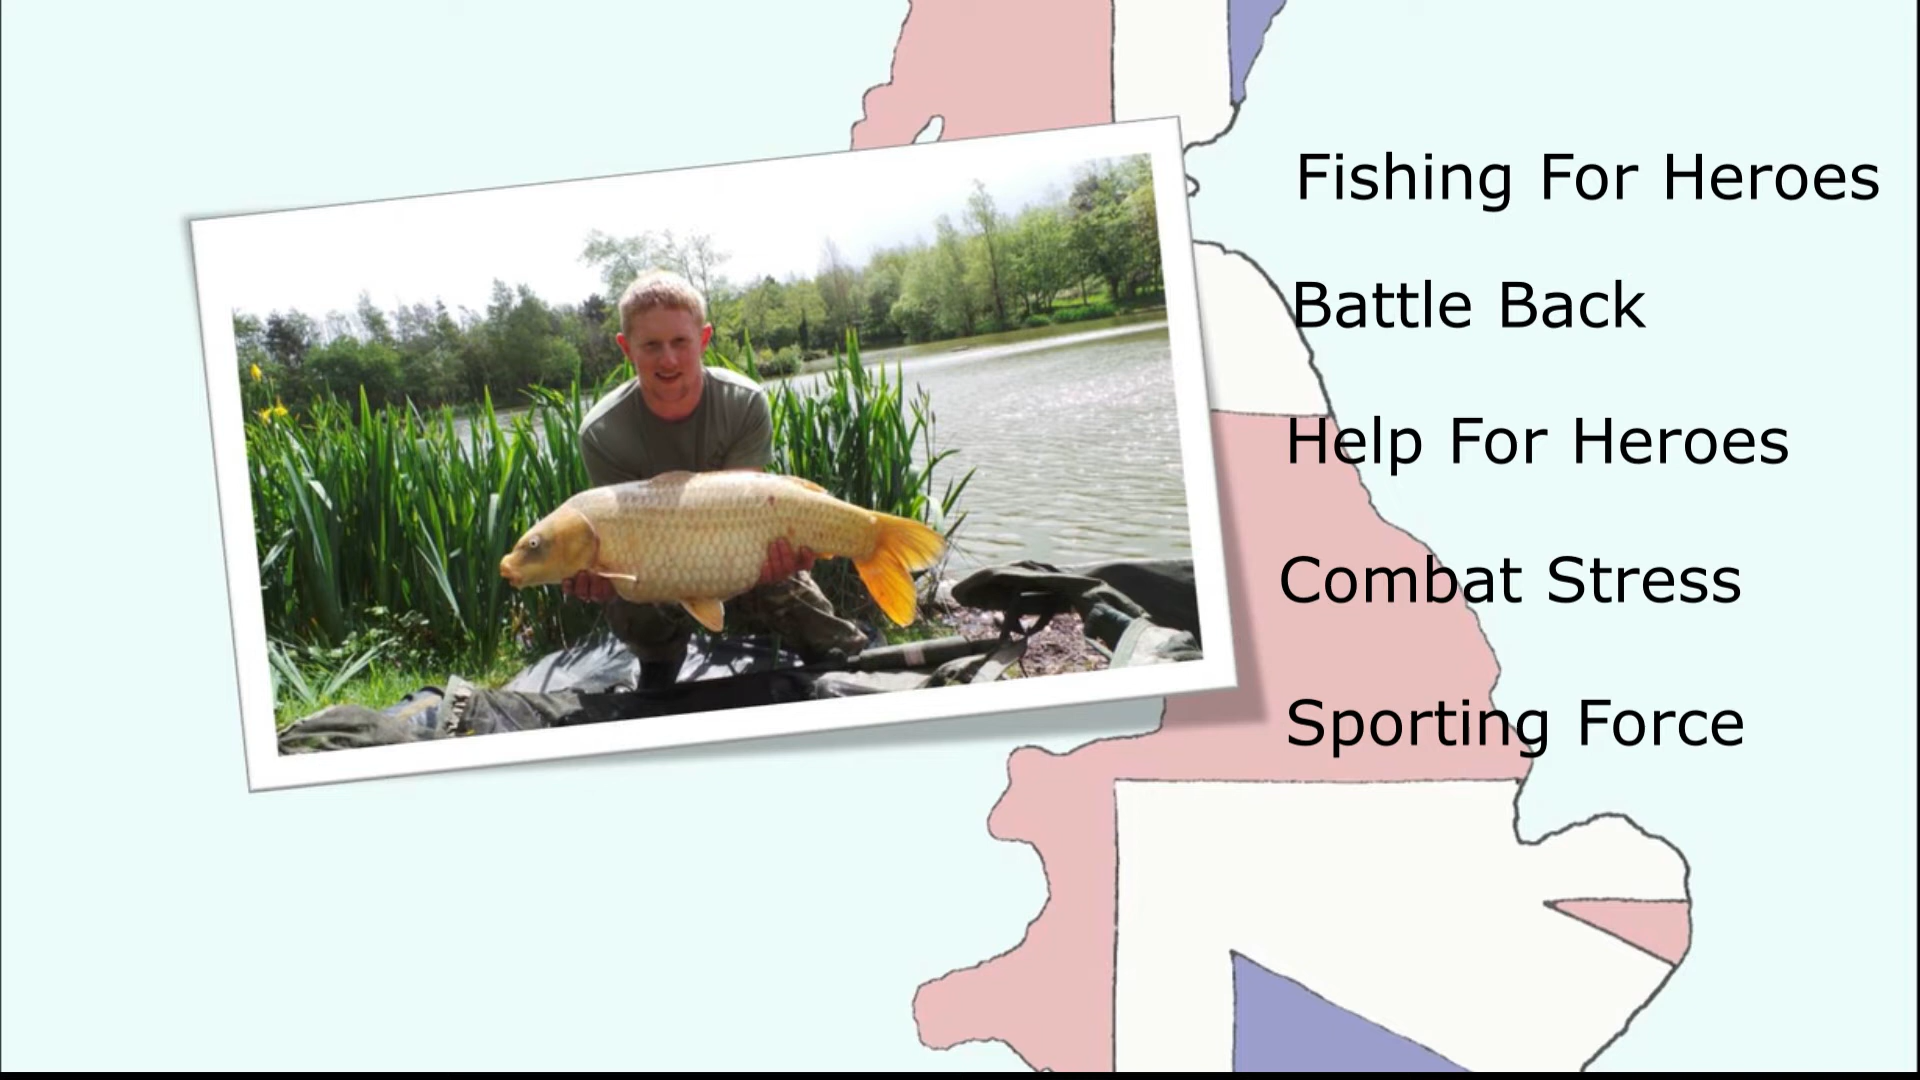 Fishing For Heroes
Battle Back
Help For Heroes
Combat Stress
Sporting Force